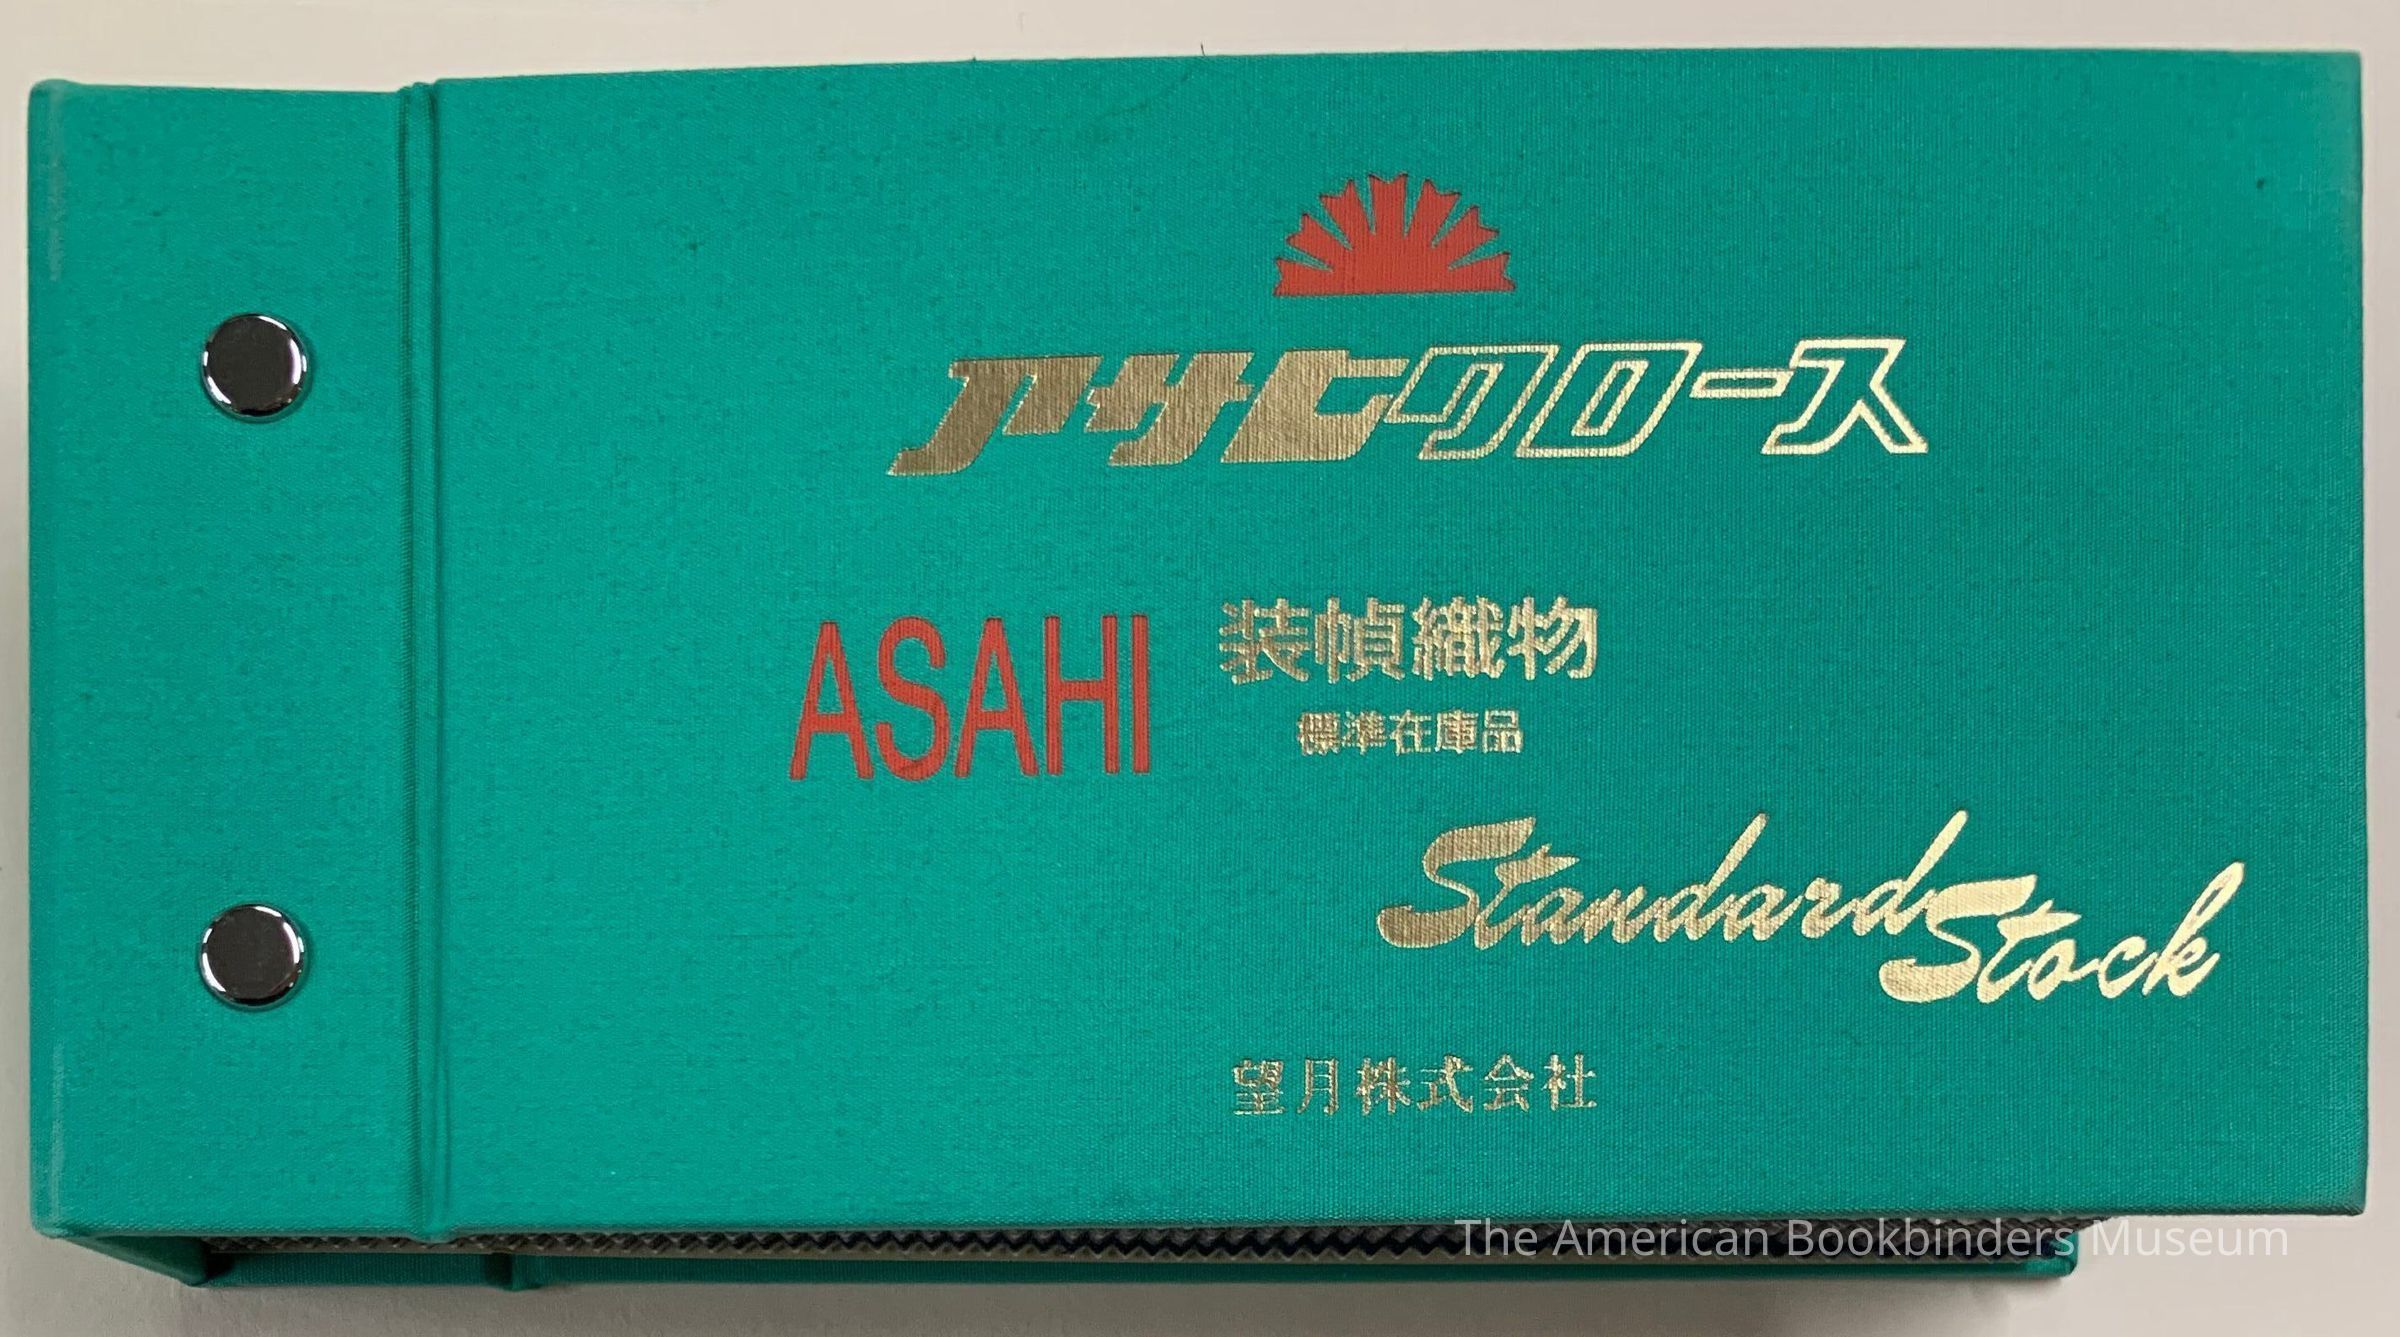 アサヒクロース
ASAHI
装幀織物
標準在庫品
Standard Stock
望月株式会社
The American Bookbinders Museum